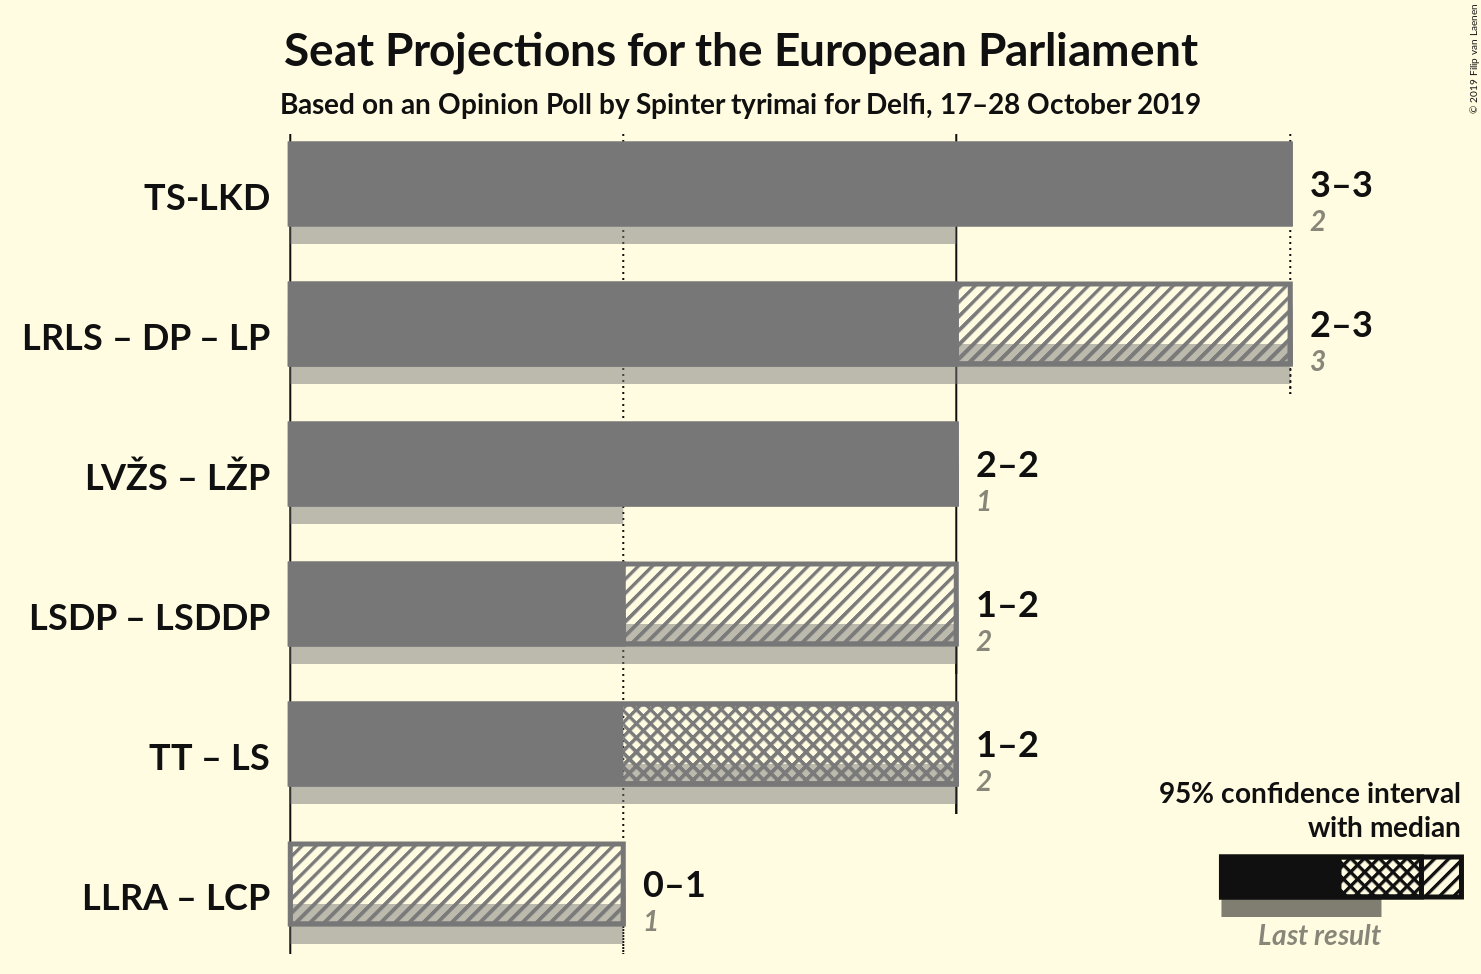 Seat Projections for the European Parliament
Based on an Opinion Poll by Spinter tyrimai for Delfi, 17–28 October 2019
© 2019 Filip van Laenen
TS-LKD
3–3
2
LRLS – DP – LP
2–3
3
LVŽS – LŽP
2–2
1
LSDP – LSDDP
1–2
2
TT – LS
1–2
2
LLRA – LCP
0–1
1
95% confidence interval
with median
Last result